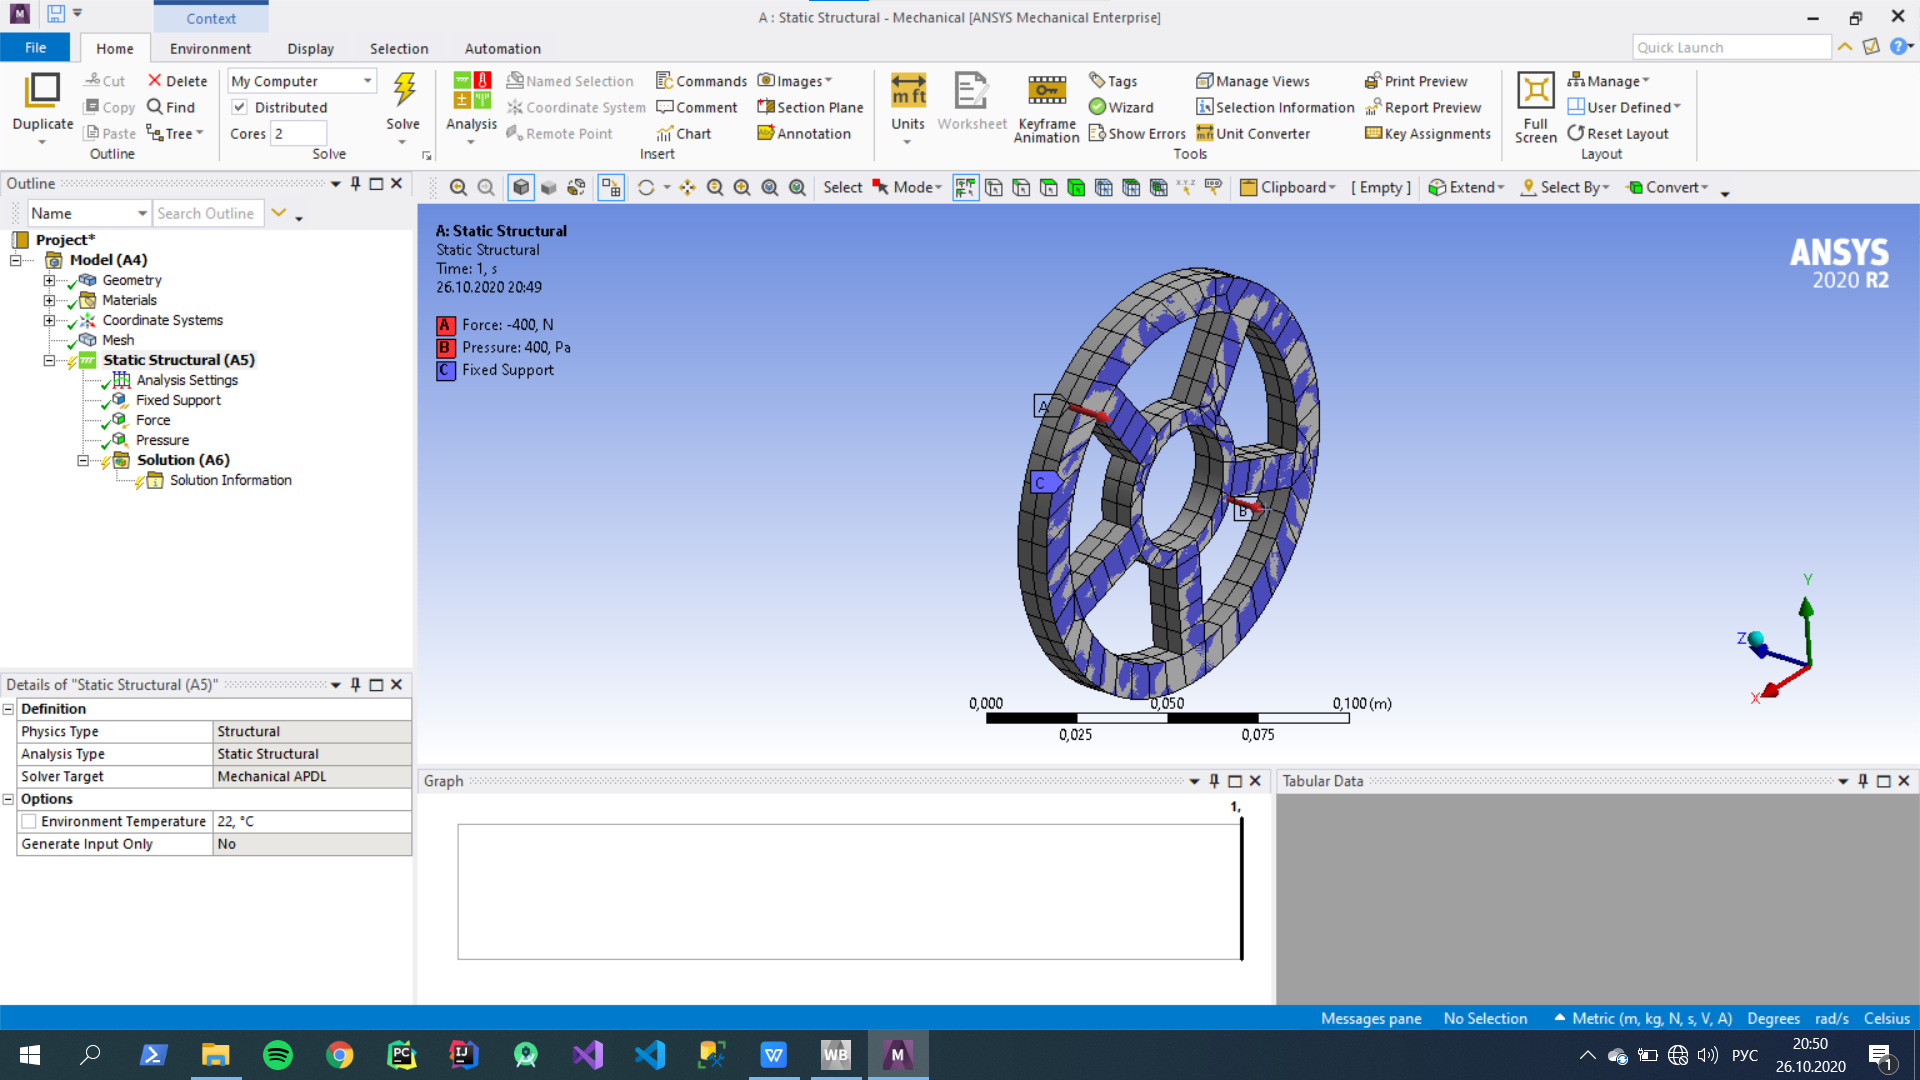 M
Context
A : Static Structural - Mechanical [ANSYS Mechanical Enterprise]
File
Home
Environment
Display
Selection
Automation
Quick Launch
Duplicate
Cut
Copy
Paste
Delete
Find
Tree
Outline
My Computer
Distributed
Cores 2
Solve
Solve
Analysis
Named Selection
Coordinate System
Remote Point
Commands
Comment
Chart
Images
Section Plane
Annotation
Insert
m ft
Units
Worksheet
Keyframe Animation
Tags
Wizard
Show Errors
Manage Views
Selection Information
Unit Converter
Print Preview
Report Preview
Key Assignments
Tools
Full Screen
Manage
User Defined
Reset Layout
Layout
Outline
Name
Search Outline
Select
Mode
Clipboard
[ Empty ]
Extend
Select By
Convert
Project*
Model (A4)
Geometry
Materials
Coordinate Systems
Mesh
Static Structural (A5)
Analysis Settings
Fixed Support
Force
Pressure
Solution (A6)
Solution Information
A: Static Structural
Static Structural
Time: 1, s
26.10.2020 20:49
A Force: -400, N
B Pressure: 400, Pa
C Fixed Support
ANSYS
2020 R2
A
C
B
Y
Z
X
0,000
0,050
0,100 (m)
0,025
0,075
Details of "Static Structural (A5)"
Definition
Physics Type Structural
Analysis Type Static Structural
Solver Target Mechanical APDL
Options
Environment Temperature 22, °C
Generate Input Only No
Graph
1,
Tabular Data
Messages pane
No Selection
Metric (m, kg, N, s, V, A)
Degrees
rad/s
Celsius
PC
IJ
W
WB
M
РУС
20:50
26.10.2020
1